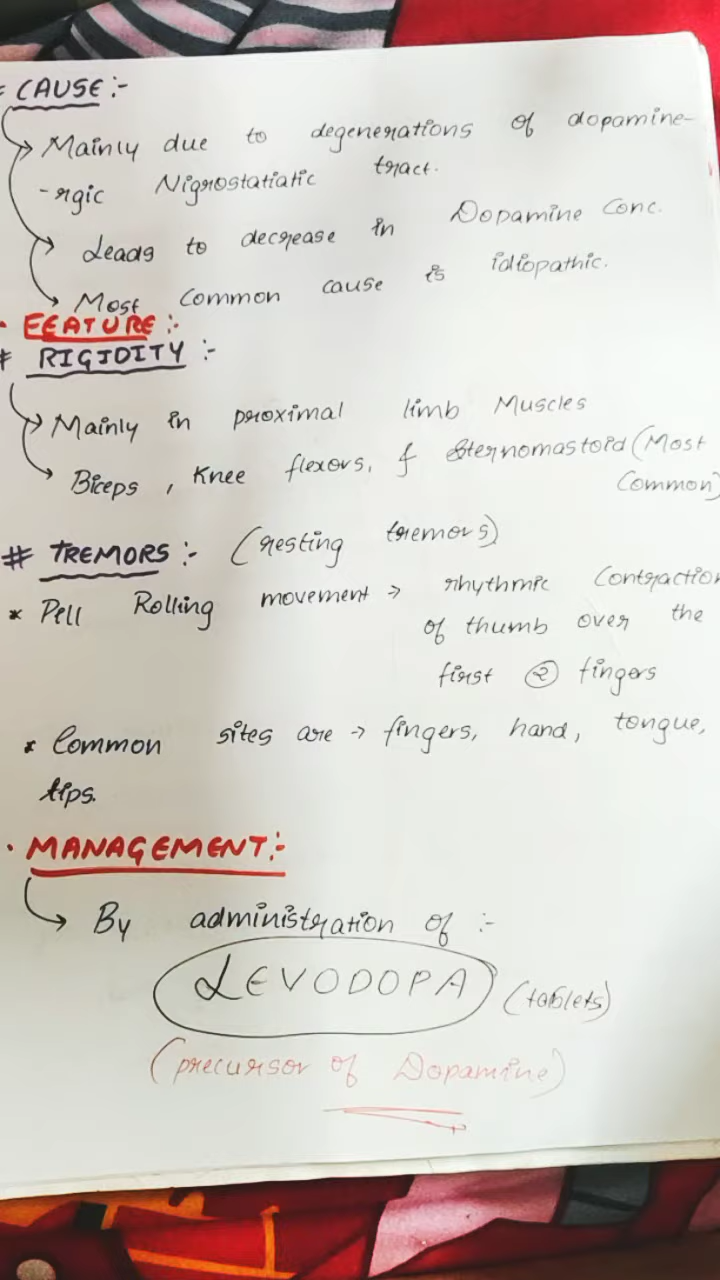 # CAUSE :-
→ Mainly due to degenerations of dopamine-
-rgic Nigrostatiatic tract.
→ Leads to decrease in Dopamine Conc.
→ Most Common cause is idiopathic.
• FEATURE :-
# RIGIDITY :-
→ Mainly in proximal limb Muscles
→ Biceps, Knee flexors, & Sternomastoid (Most
Common)
# TREMORS :- (resting tremors)
* Pill Rolling movement → rhythmic Contraction
of thumb over the
first ② fingers
* Common sites are → fingers, hand, tongue,
lips.
• MANAGEMENT :-
→ By administration of :-
LEVODOPA (tablets)
(precursor of Dopamine)